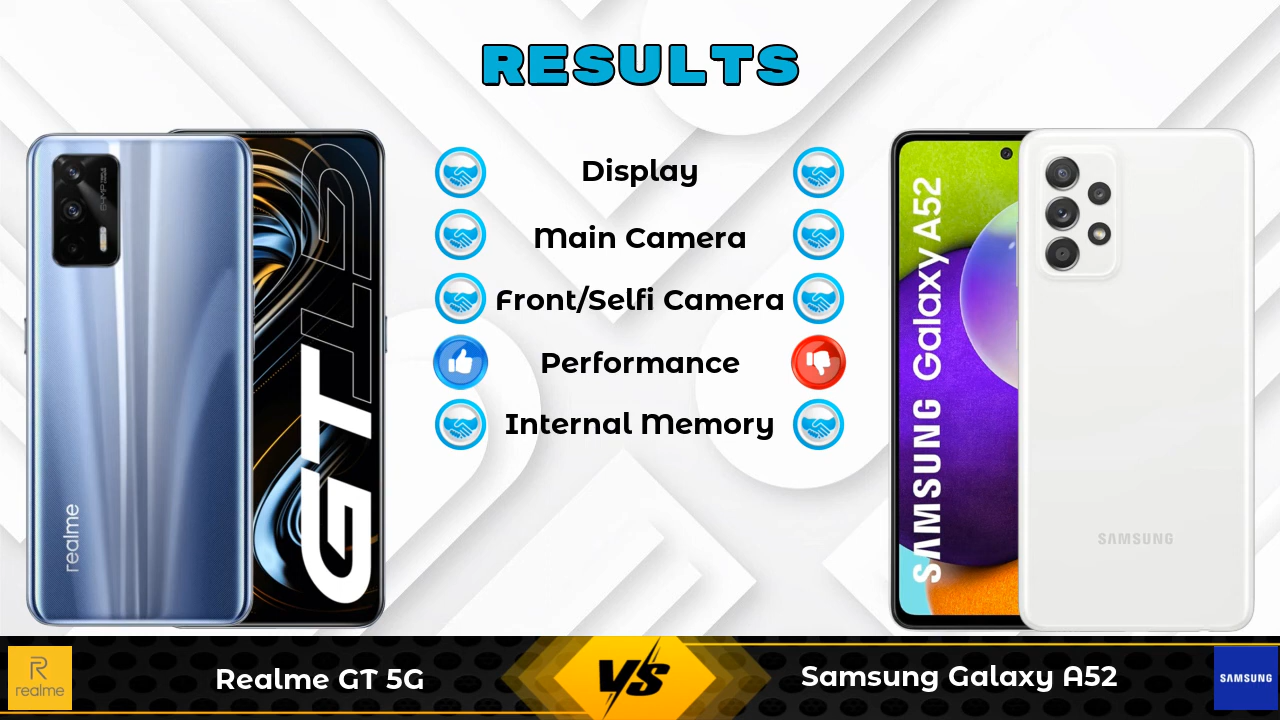 RESULTS
Display
Main Camera
Front/Selfi Camera
Performance
Internal Memory
realme
GT 5
SAMSUNG Galaxy A52
SAMSUNG
R
realme
Realme GT 5G
VS
Samsung Galaxy A52
SAMSUNG